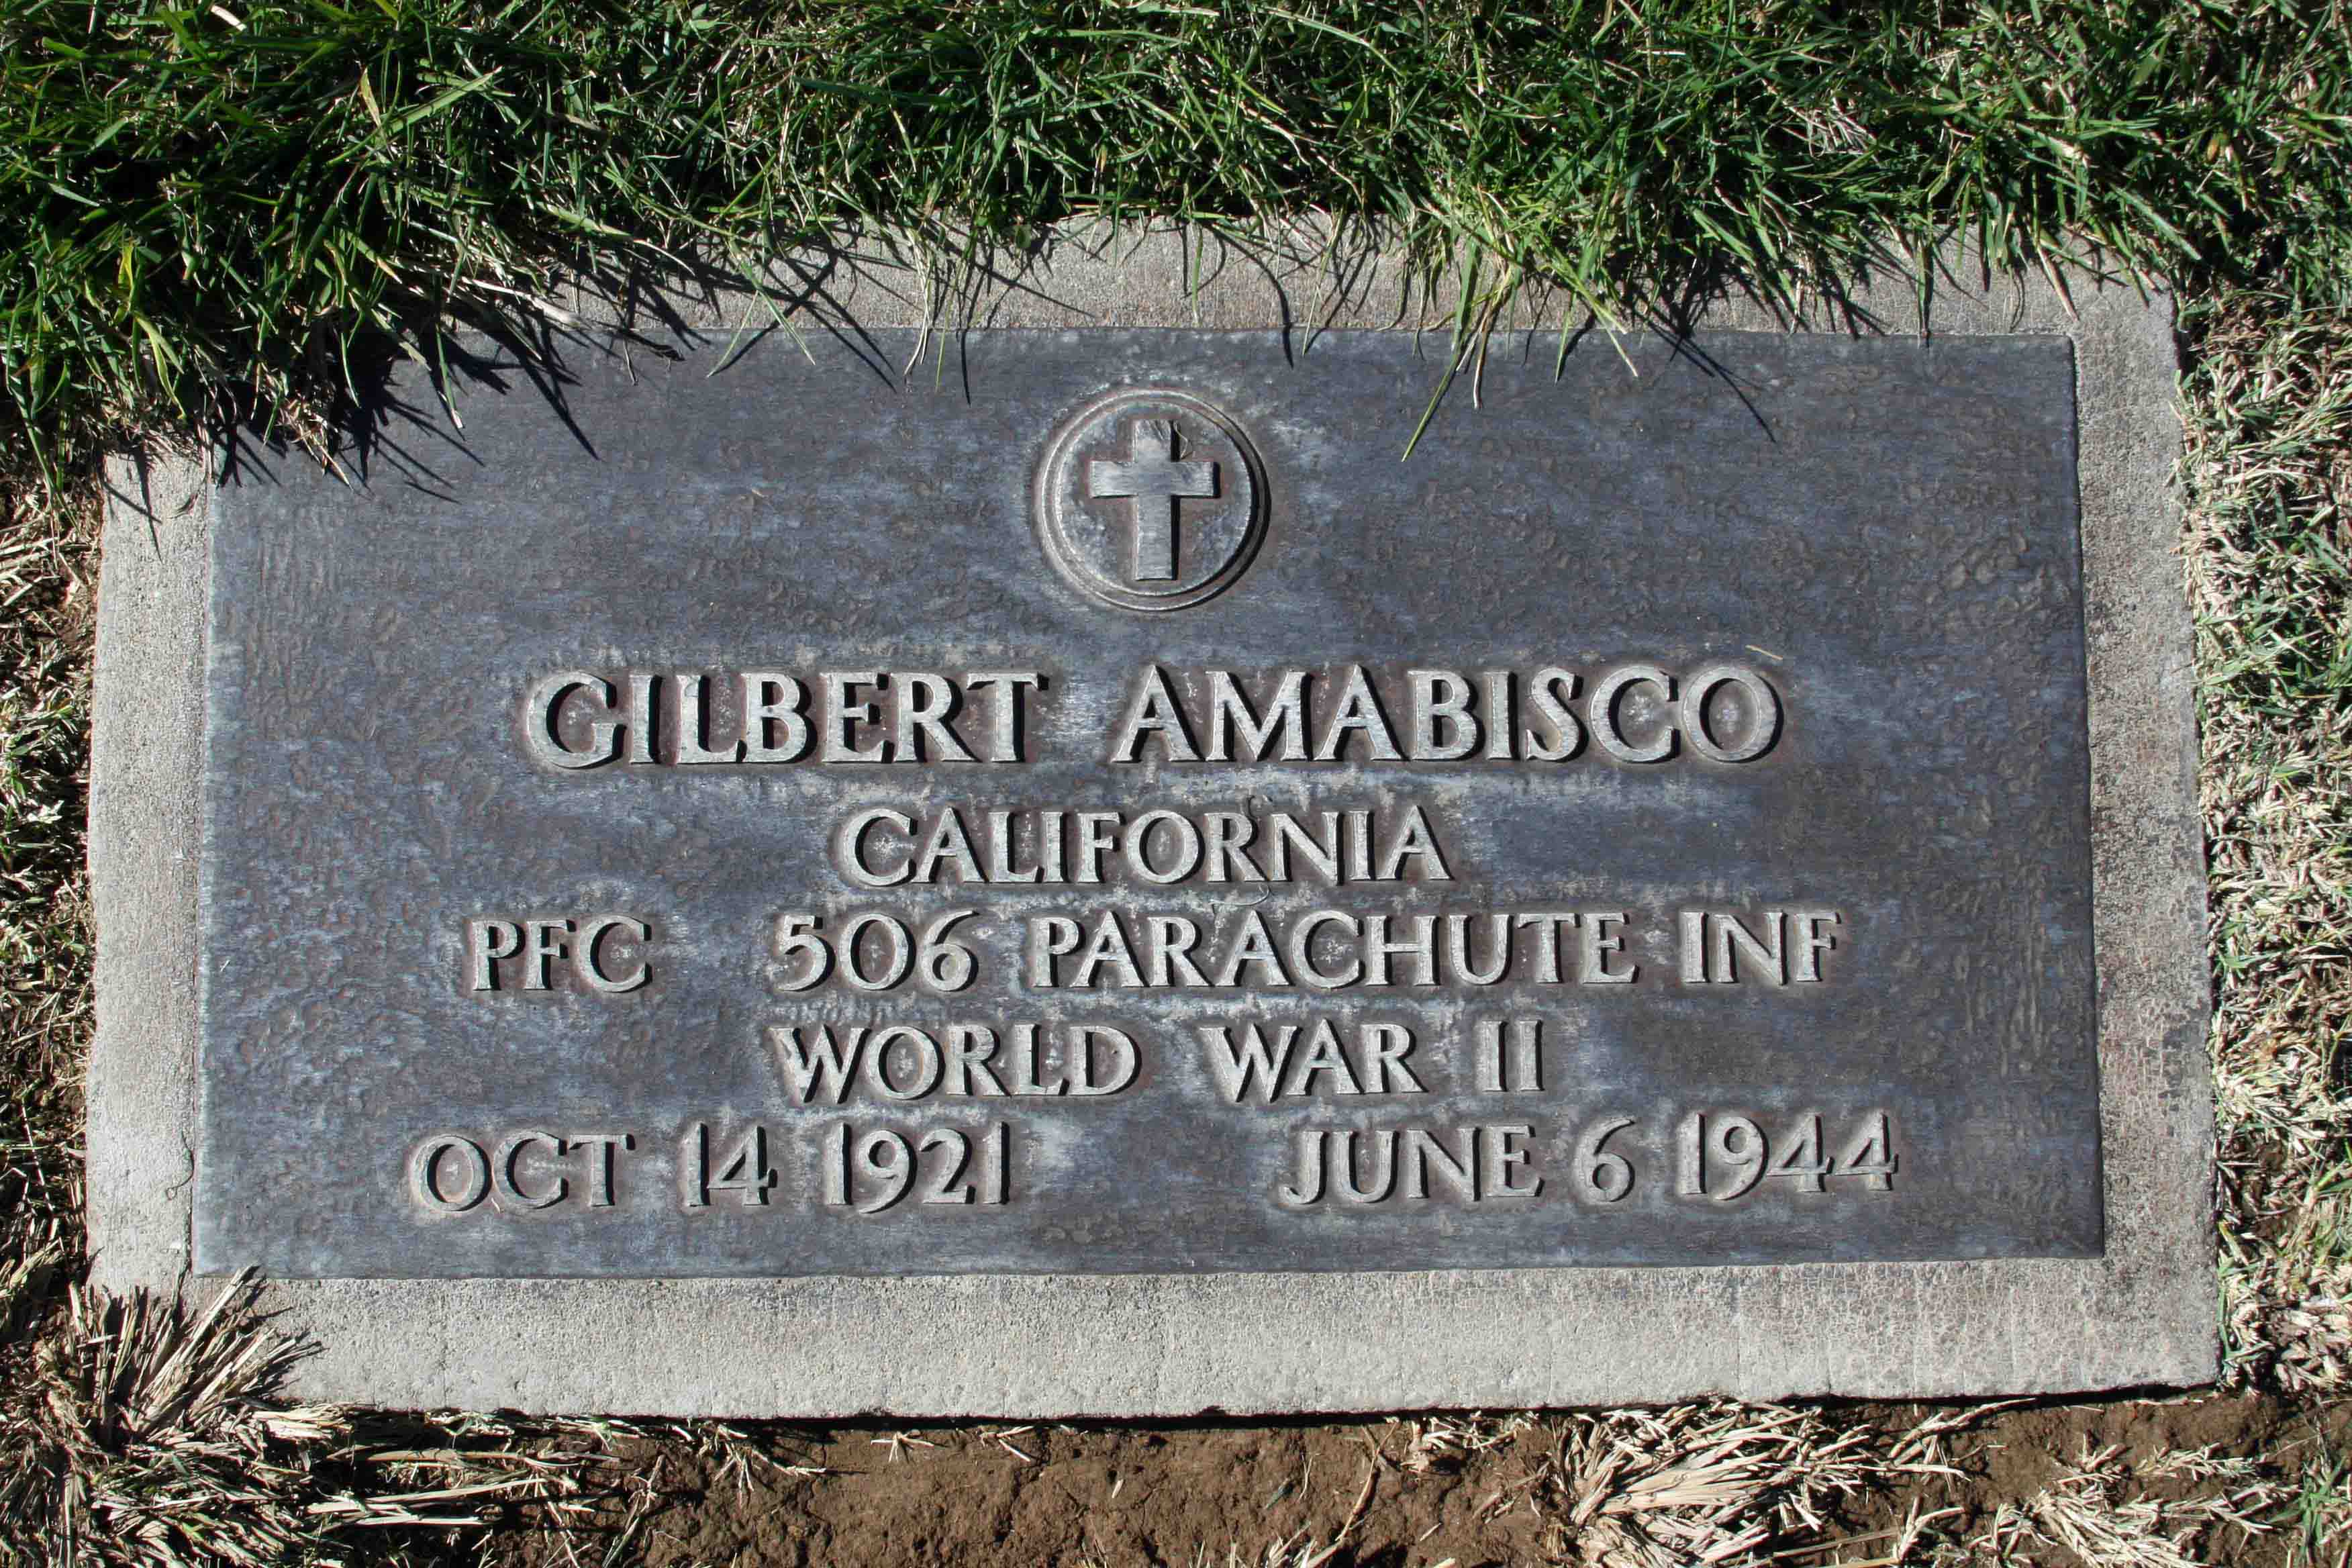 GILBERT AMABISCO
CALIFORNIA
PFC 506 PARACHUTE INF
WORLD WAR II
OCT 14 1921 JUNE 6 1944